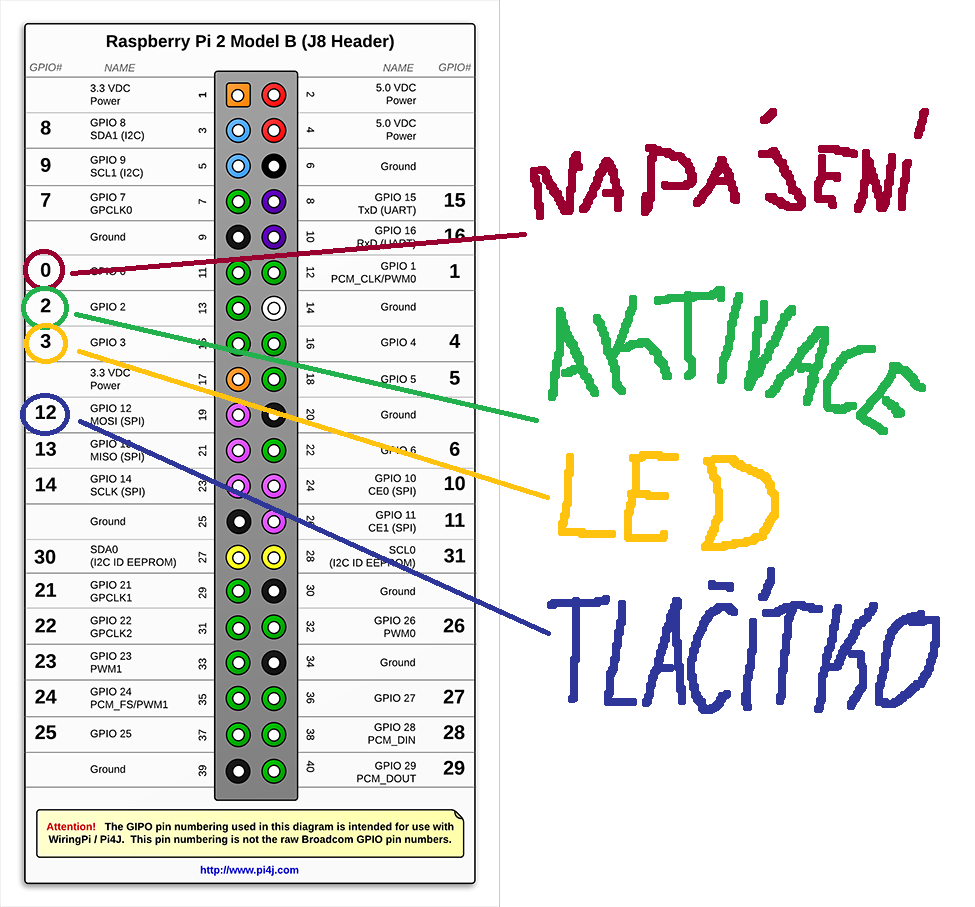 Raspberry Pi 2 Model B (J8 Header)
GPIO# NAME NAME GPIO#
3.3 VDC Power 1 2 5.0 VDC Power
8 GPIO 8 SDA1 (I2C) 3 4 5.0 VDC Power
9 GPIO 9 SCL1 (I2C) 5 6 Ground
7 GPIO 7 GPCLK0 7 8 GPIO 15 TxD (UART) 15
Ground 9 10 GPIO 16 RxD (UART) 16
0 GPIO 0 11 12 GPIO 1 PCM_CLK/PWM0 1
2 GPIO 2 13 14 Ground
3 GPIO 3 15 16 GPIO 4 4
3.3 VDC Power 17 18 GPIO 5 5
12 GPIO 12 MOSI (SPI) 19 20 Ground
13 GPIO 13 MISO (SPI) 21 22 GPIO 6 6
14 GPIO 14 SCLK (SPI) 23 24 GPIO 10 CE0 (SPI) 10
Ground 25 26 GPIO 11 CE1 (SPI) 11
30 SDA0 (I2C ID EEPROM) 27 28 SCL0 (I2C ID EEPROM) 31
21 GPIO 21 GPCLK1 29 30 Ground
22 GPIO 22 GPCLK2 31 32 GPIO 26 PWM0 26
23 GPIO 23 PWM1 33 34 Ground
24 GPIO 24 PCM_FS/PWM1 35 36 GPIO 27 27
25 GPIO 25 37 38 GPIO 28 PCM_DIN 28
Ground 39 40 GPIO 29 PCM_DOUT 29
Attention! The GIPO pin numbering used in this diagram is intended for use with
WiringPi / Pi4J. This pin numbering is not the raw Broadcom GPIO pin numbers.
http://www.pi4j.com
NAPÁJENÍ
AKTIVACE
LED
TLAČÍTKO